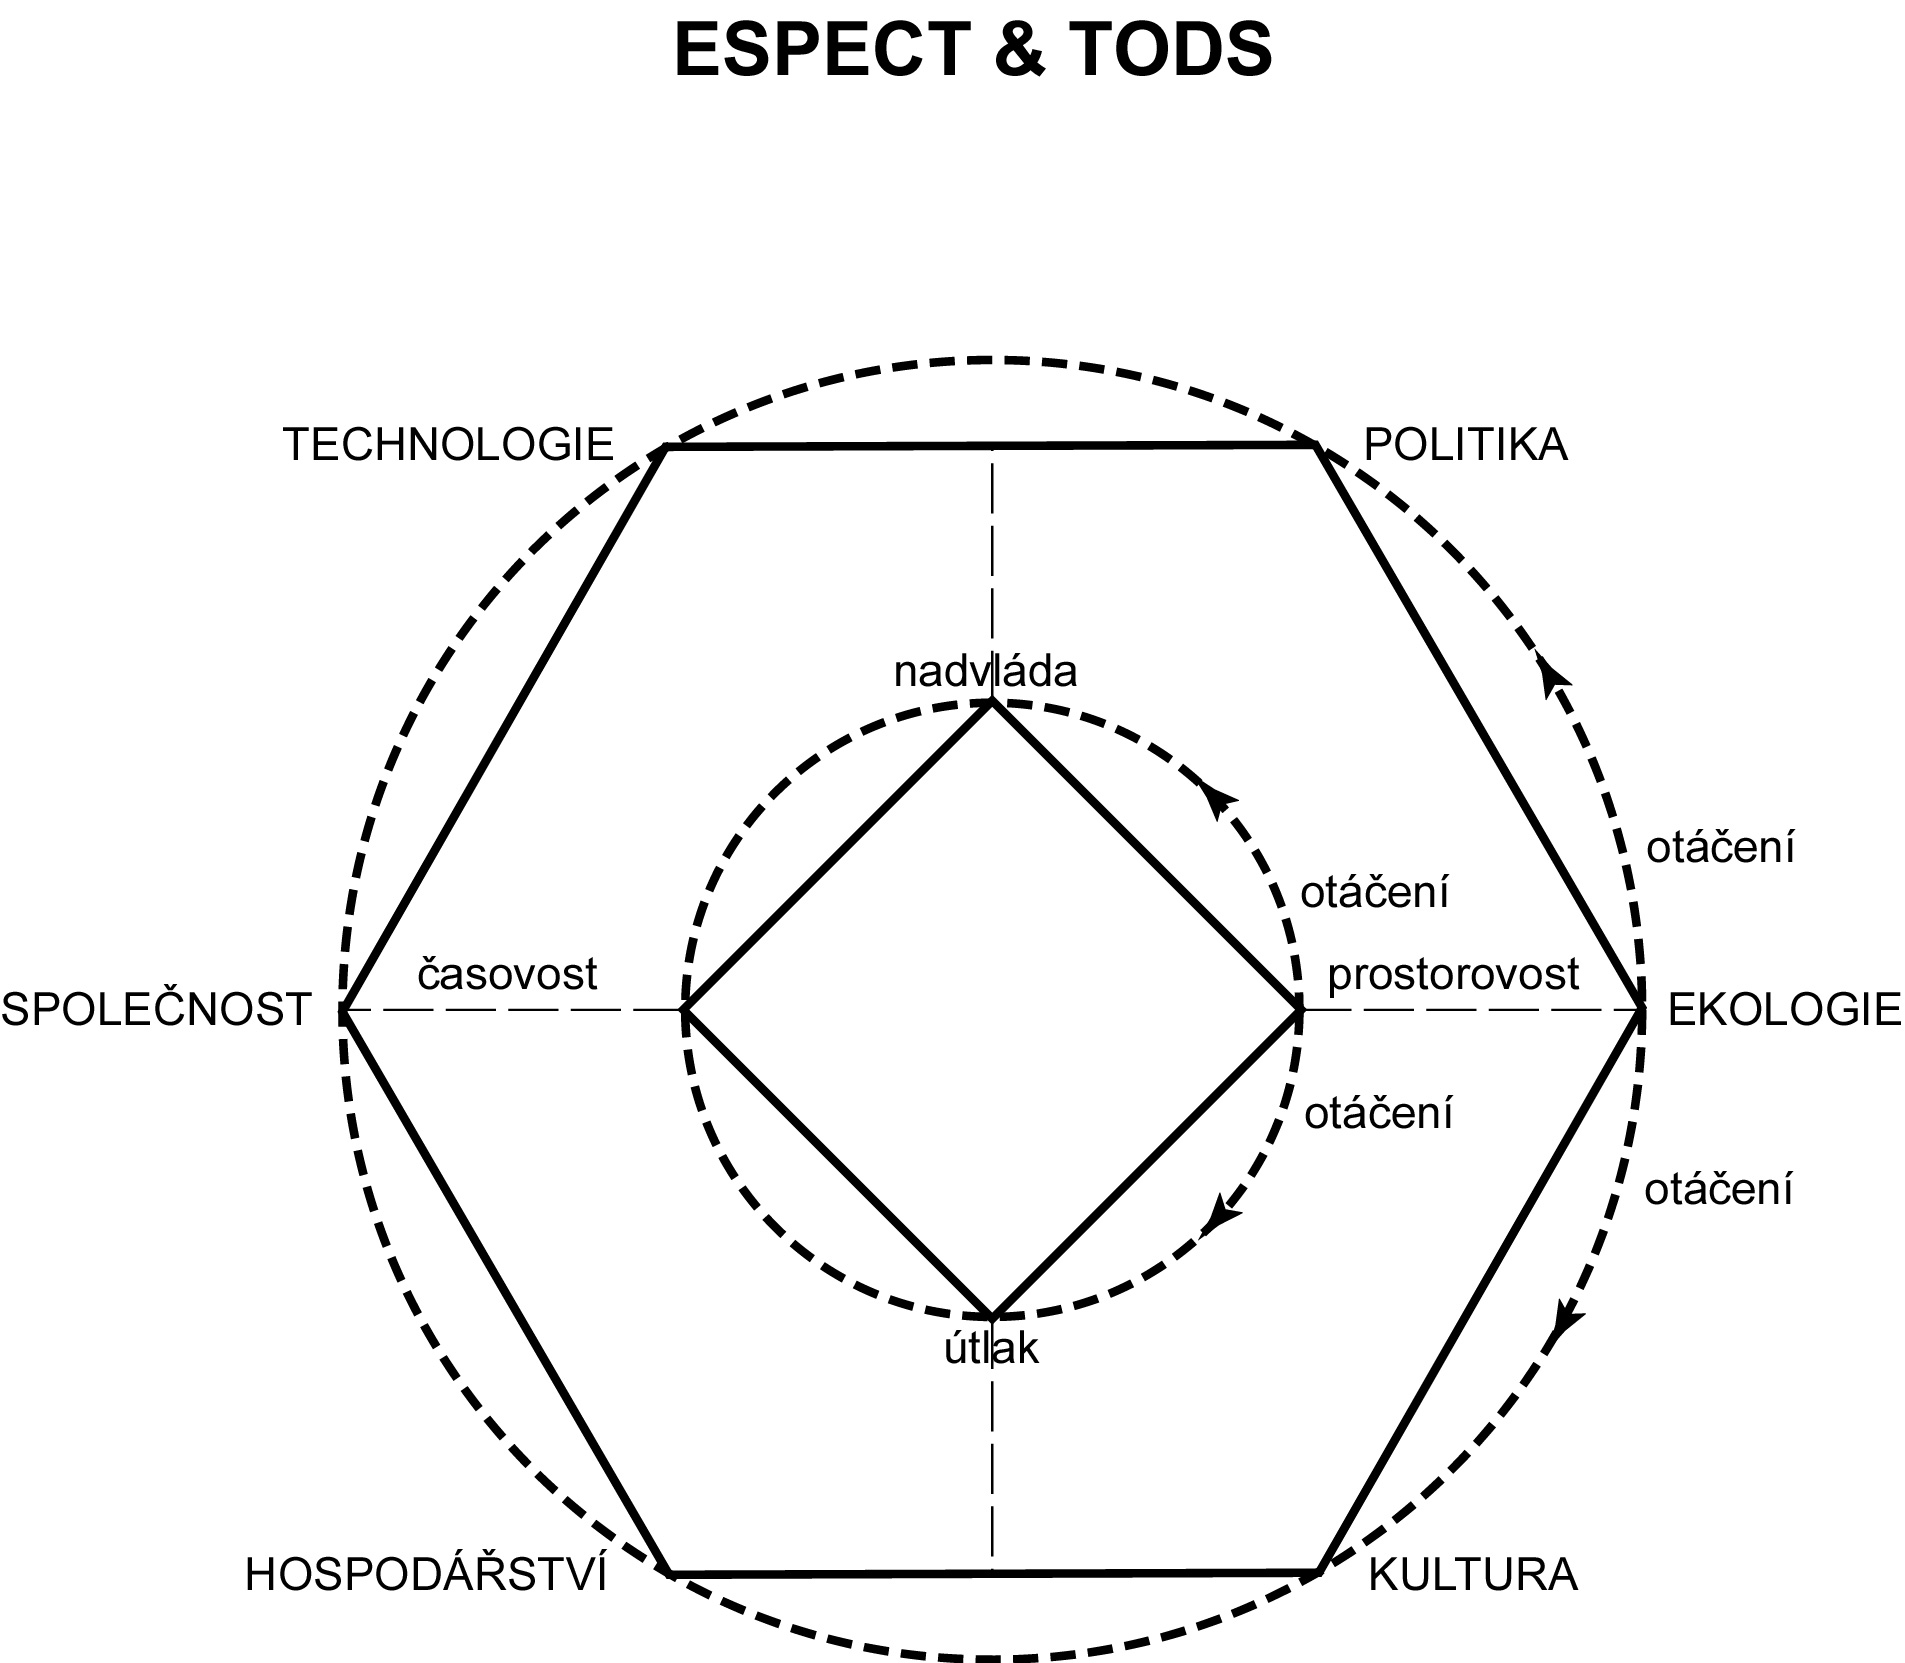 ESPECT & TODS
TECHNOLOGIE
POLITIKA
nadvláda
otáčení
otáčení
časovost
prostorovost
SPOLEČNOST
EKOLOGIE
otáčení
otáčení
útlak
HOSPODÁŘSTVÍ
KULTURA